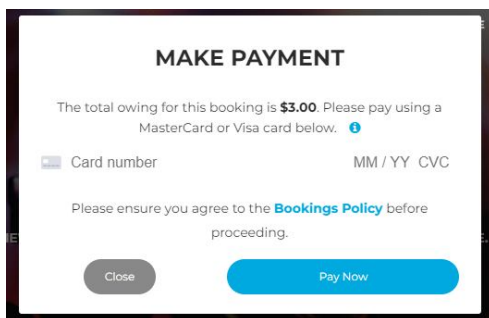 MAKE PAYMENT
The total owing for this booking is $3.00. Please pay using a
MasterCard or Visa card below.
Card number MM / YY CVC
Please ensure you agree to the Bookings Policy before
proceeding.
Close Pay Now